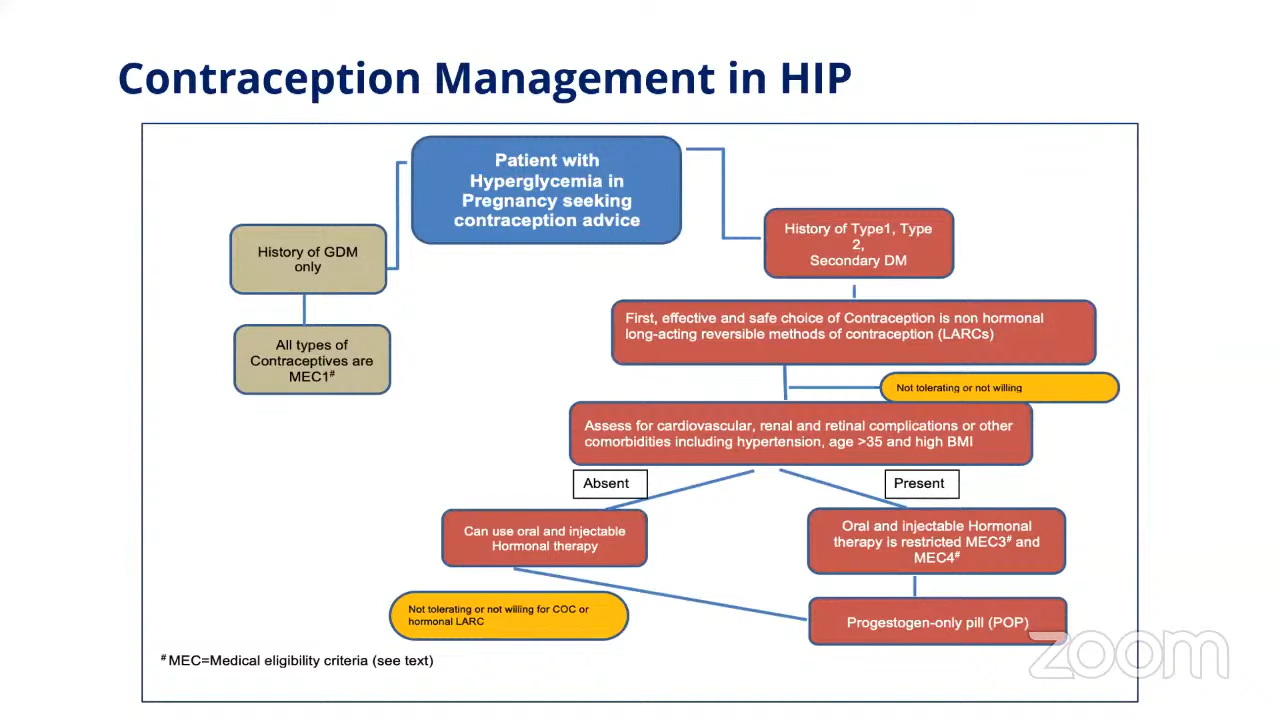 Contraception Management in HIP
Patient with
Hyperglycemia in
Pregnancy seeking
contraception advice
History of GDM
only
All types of
Contraceptives are
MEC1#
History of Type1, Type
2,
Secondary DM
First, effective and safe choice of Contraception is non hormonal
long-acting reversible methods of contraception (LARCs)
Not tolerating or not willing
Assess for cardiovascular, renal and retinal complications or other
comorbidities including hypertension, age >35 and high BMI
Absent
Present
Can use oral and injectable
Hormonal therapy
Oral and injectable Hormonal
therapy is restricted MEC3# and
MEC4#
Not tolerating or not willing for COC or
hormonal LARC
Progestogen-only pill (POP)
#MEC=Medical eligibility criteria (see text)
zoom